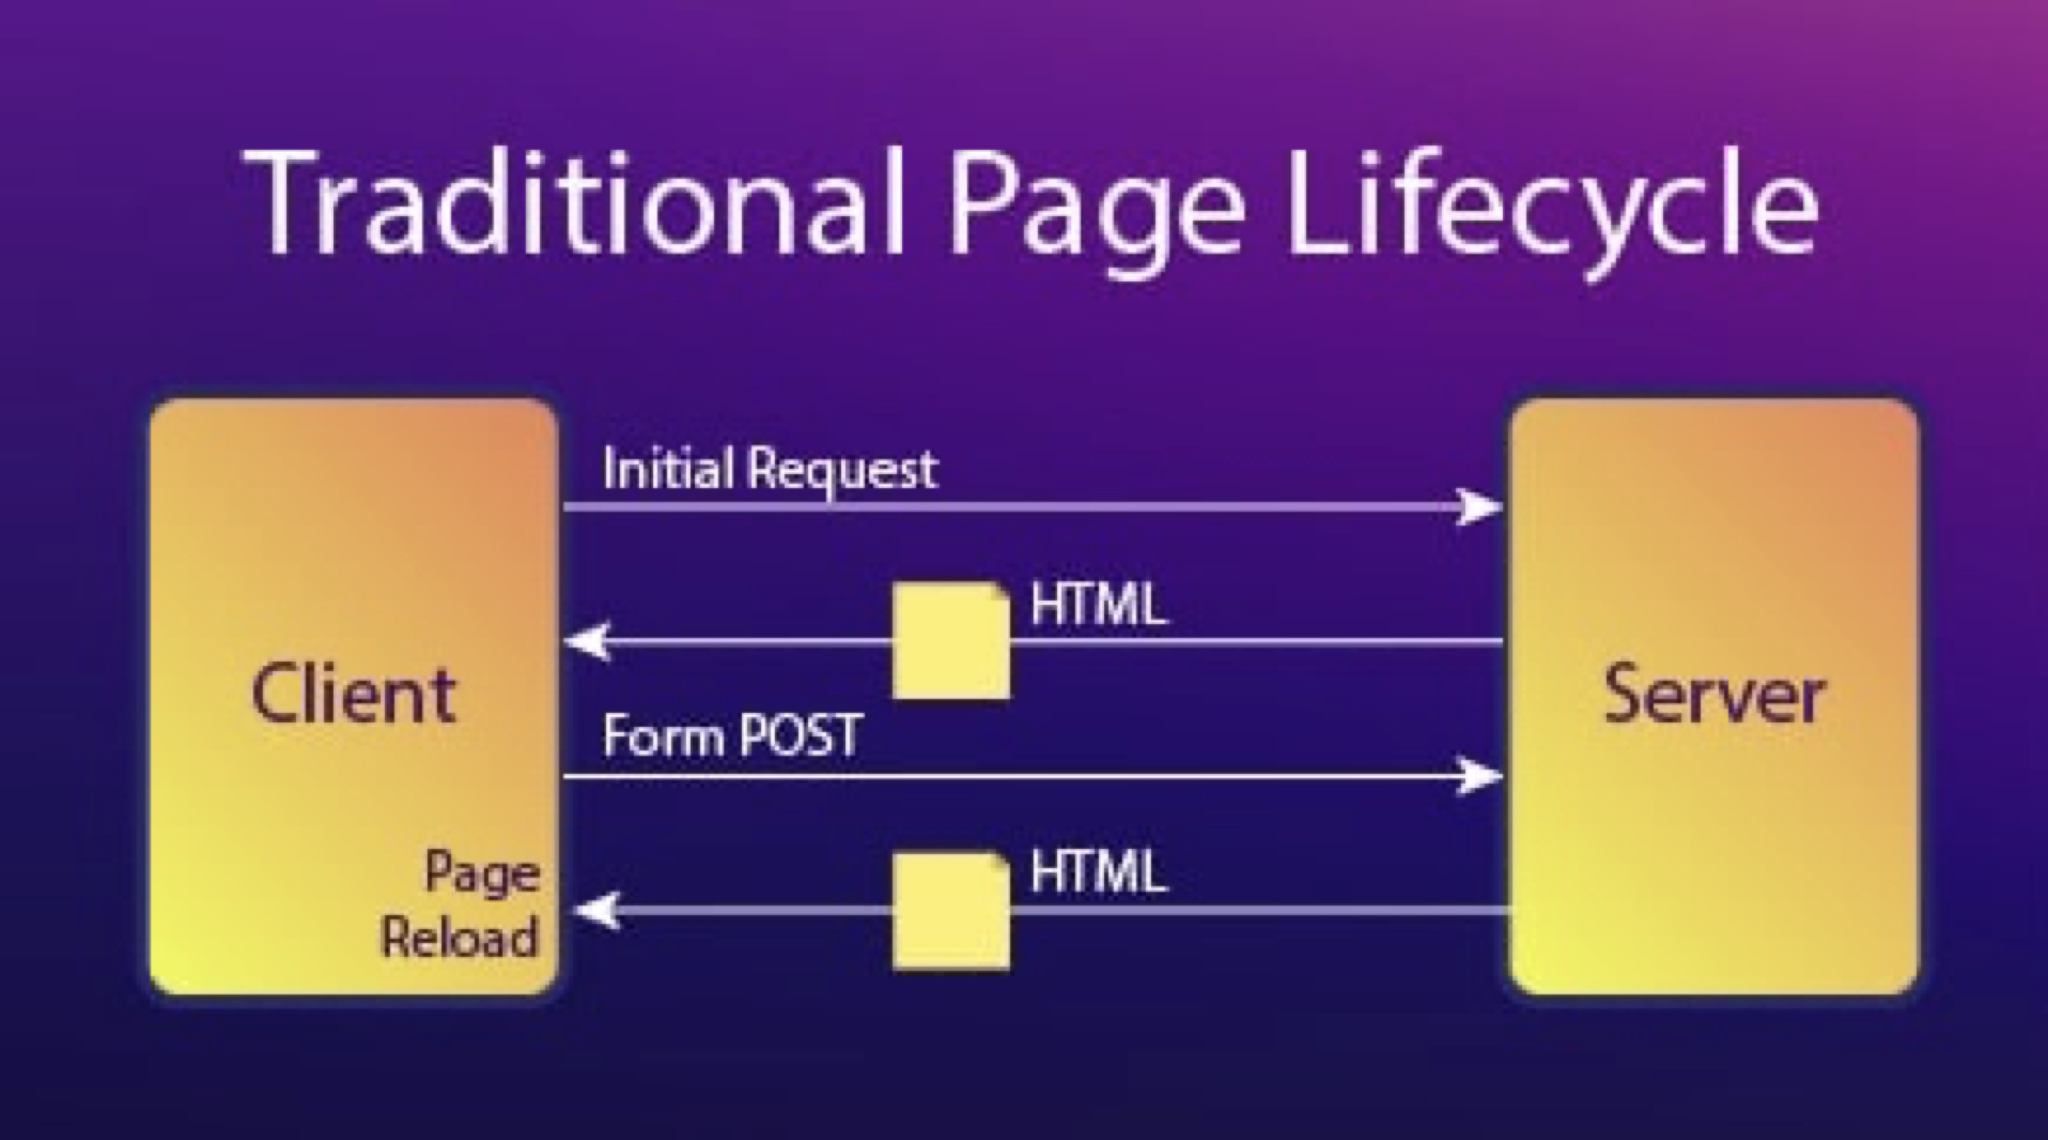 Traditional Page Lifecycle
Initial Request
HTML
Client
Server
Form POST
HTML
Page
Reload